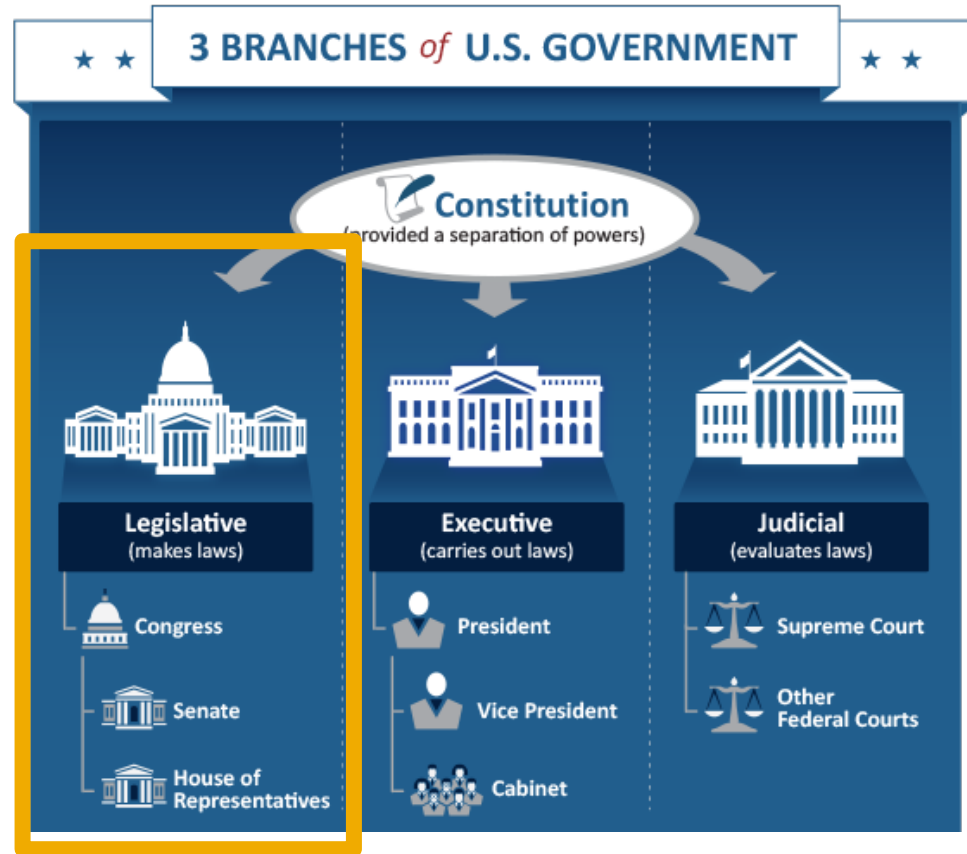 3 BRANCHES of U.S. GOVERNMENT
Constitution
(provided a separation of powers)
Legislative
(makes laws)
Congress
Senate
House of
Representatives
Executive
(carries out laws)
President
Vice President
Cabinet
Judicial
(evaluates laws)
Supreme Court
Other
Federal Courts